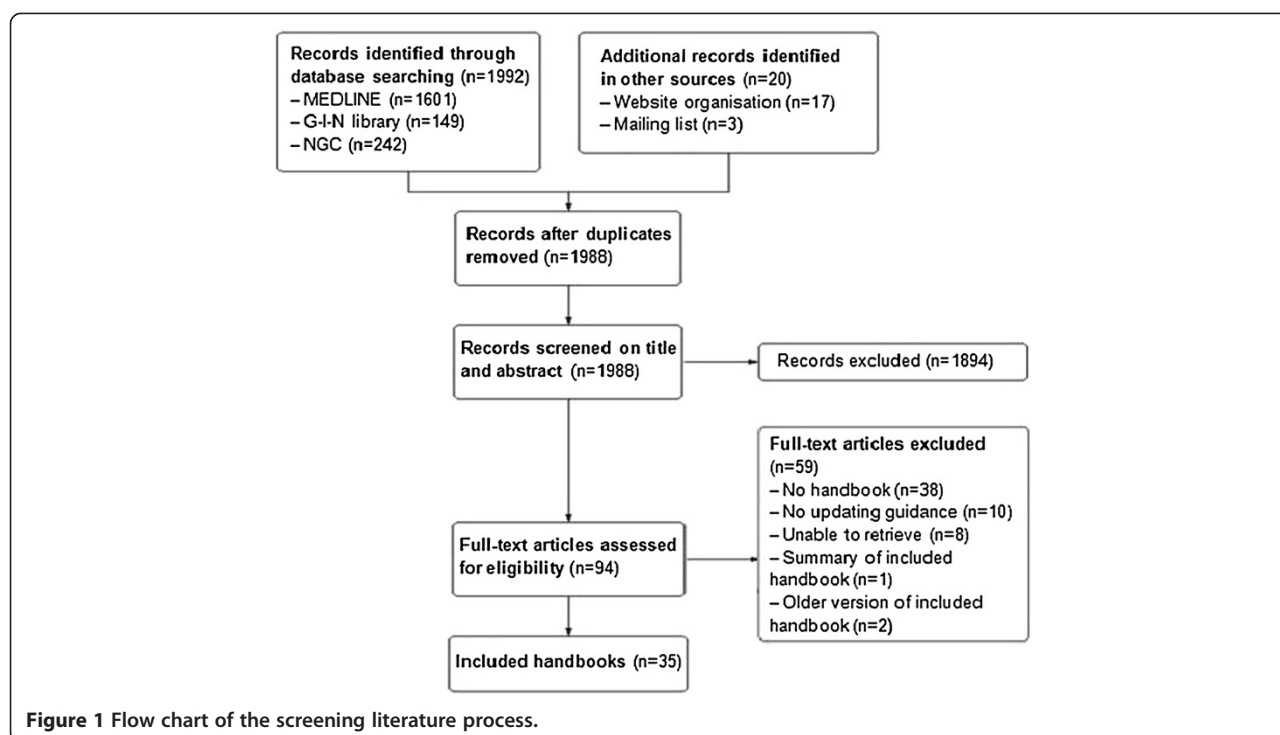 Records identified through
database searching (n=1992)
– MEDLINE (n=1601)
– G-I-N library (n=149)
– NGC (n=242)
Additional records identified
in other sources (n=20)
– Website organisation (n=17)
– Mailing list (n=3)
Records after duplicates
removed (n=1988)
Records screened on title
and abstract (n=1988)
Records excluded (n=1894)
Full-text articles excluded
(n=59)
– No handbook (n=38)
– No updating guidance (n=10)
– Unable to retrieve (n=8)
– Summary of included
handbook (n=1)
– Older version of included
handbook (n=2)
Full-text articles assessed
for eligibility (n=94)
Included handbooks (n=35)
Figure 1 Flow chart of the screening literature process.